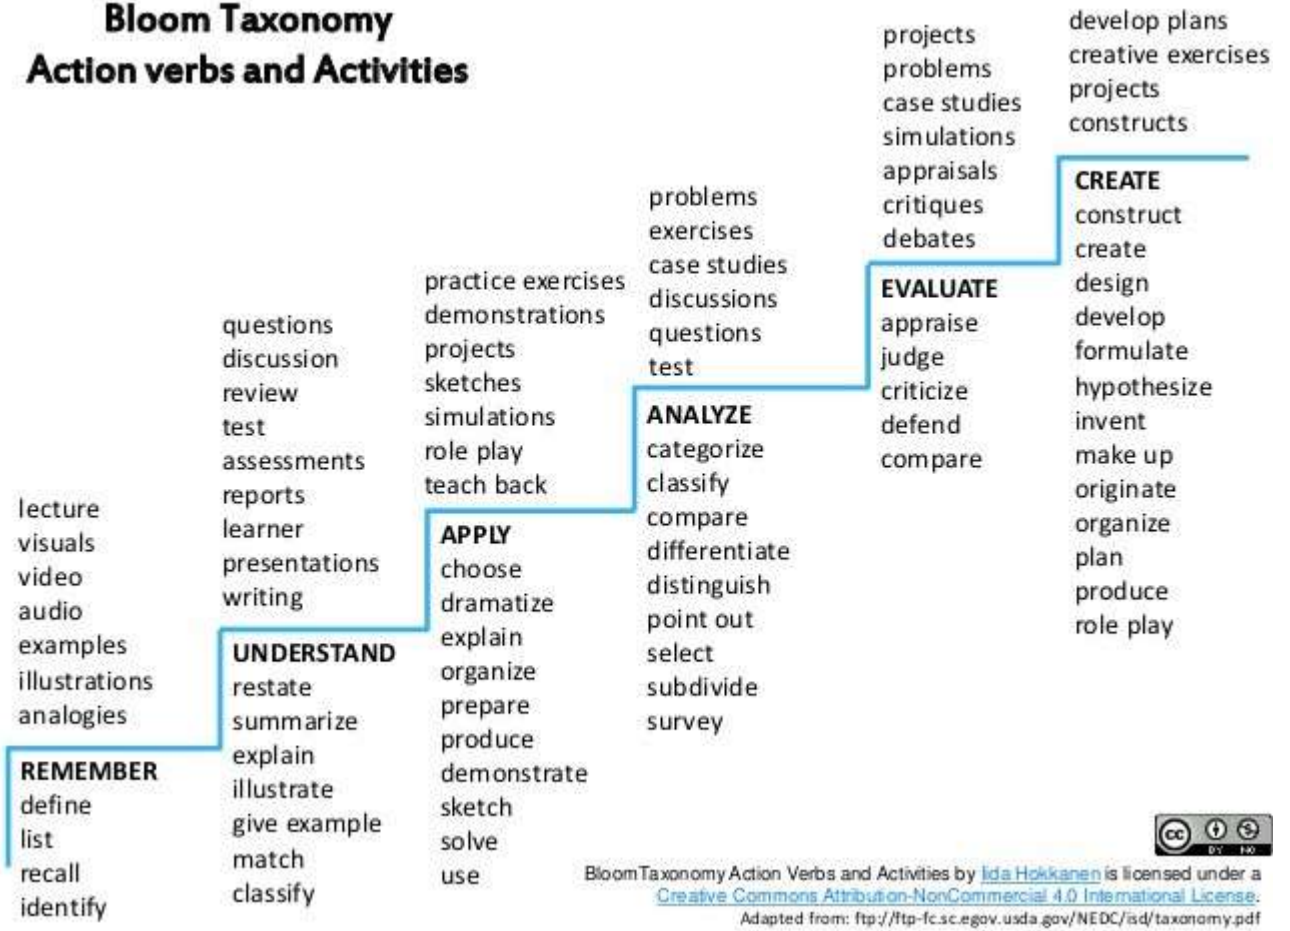 Bloom Taxonomy
Action verbs and Activities
lecture
visuals
video
audio
examples
illustrations
analogies
REMEMBER
define
list
recall
identify
questions
discussion
review
test
assessments
reports
learner
presentations
writing
UNDERSTAND
restate
summarize
explain
illustrate
give example
match
classify
practice exercises
demonstrations
projects
sketches
simulations
role play
teach back
APPLY
choose
dramatize
explain
organize
prepare
produce
demonstrate
sketch
solve
use
problems
exercises
case studies
discussions
questions
test
ANALYZE
categorize
classify
compare
differentiate
distinguish
point out
select
subdivide
survey
projects
problems
case studies
simulations
appraisals
critiques
debates
EVALUATE
appraise
judge
criticize
defend
compare
develop plans
creative exercises
projects
constructs
CREATE
construct
create
design
develop
formulate
hypothesize
invent
make up
originate
organize
plan
produce
role play
cc
BY
BloomTaxonomy Action Verbs and Activities by Iida Hokkanen is licensed under a
Creative Commons Attribution-NonCommercial 4.0 International License.
Adapted from: ftp://ftp-fc.sc.egov.usda.gov/NEDC/isd/taxonomy.pdf